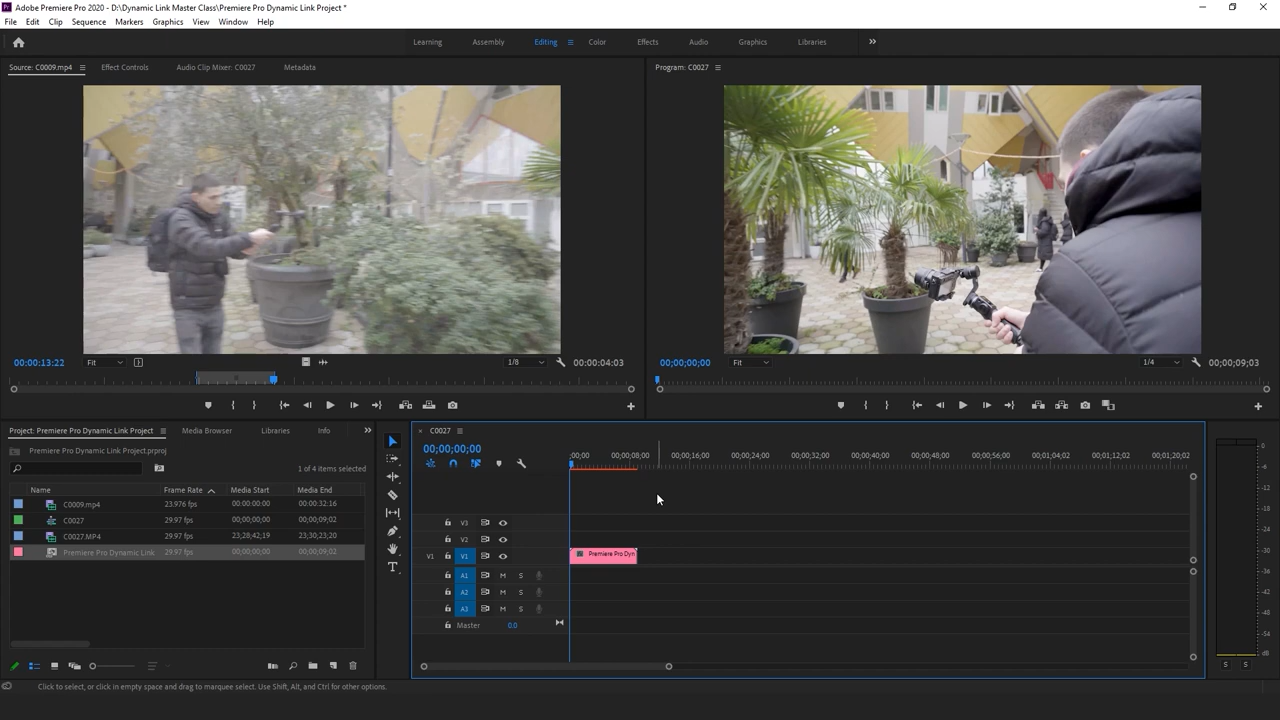 Adobe Premiere Pro 2020 - D:\Dynamic Link Master Class\Premiere Pro Dynamic Link Project *
File Edit Clip Sequence Markers Graphics View Window Help
Learning Assembly Editing Color Effects Audio Graphics Libraries
Source: C0009.mp4 Effect Controls Audio Clip Mixer: C0027 Metadata
Program: C0027
00:00:13:22 Fit 1/8 00:00:04:03
00;00;00;00 Fit 1/4 00;00;09;03
Project: Premiere Pro Dynamic Link Project Media Browser Libraries Info
Premiere Pro Dynamic Link Project.prproj
1 of 4 items selected
Name Frame Rate Media Start Media End
C0009.mp4 23.976 fps 00:00:00:00 00:00:32:16
C0027 29.97 fps 00;00;00;00 00;00;09;02
C0027.MP4 29.97 fps 23;28;42;19 23;30;23;20
Premiere Pro Dynamic Link 29.97 fps 00;00;00;00 00;00;09;02
C0027
00;00;00;00
;00;00 00;00;08;00 00;00;16;00 00;00;24;00 00;00;32;00 00;00;40;00 00;00;48;00 00;00;56;00 00;01;04;02 00;01;12;02 00;01;20;02
V3
V2
V1 V1 Premiere Pro Dyn
A1 M S
A2 M S
A3 M S
Master 0.0
0
-6
-12
-18
-24
-30
-36
-42
-48
-54
dB
S S
Click to select, or click in empty space and drag to marquee select. Use Shift, Alt, and Ctrl for other options.